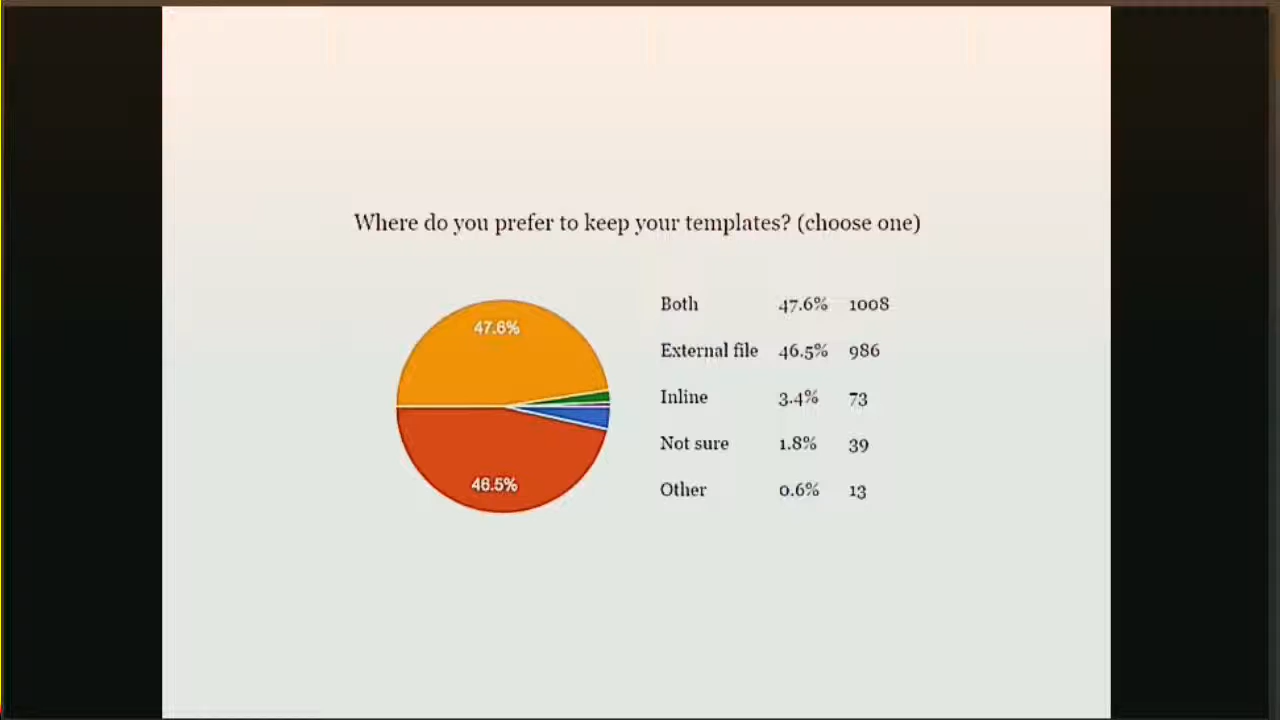 Where do you prefer to keep your templates? (choose one)
47.6%
46.5%
Both 47.6% 1008
External file 46.5% 986
Inline 3.4% 73
Not sure 1.8% 39
Other 0.6% 13